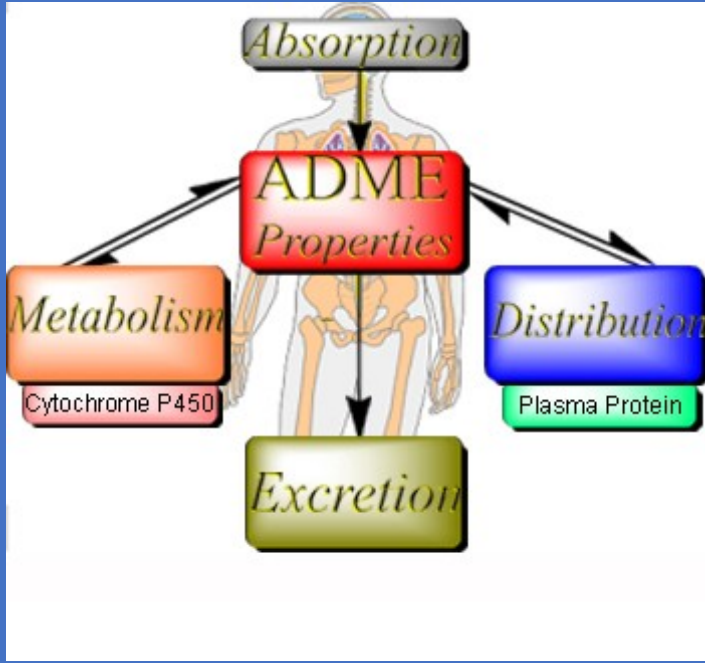 Absorption
ADME
Properties
Metabolism
Distribution
Cytochrome P450
Plasma Protein
Excretion